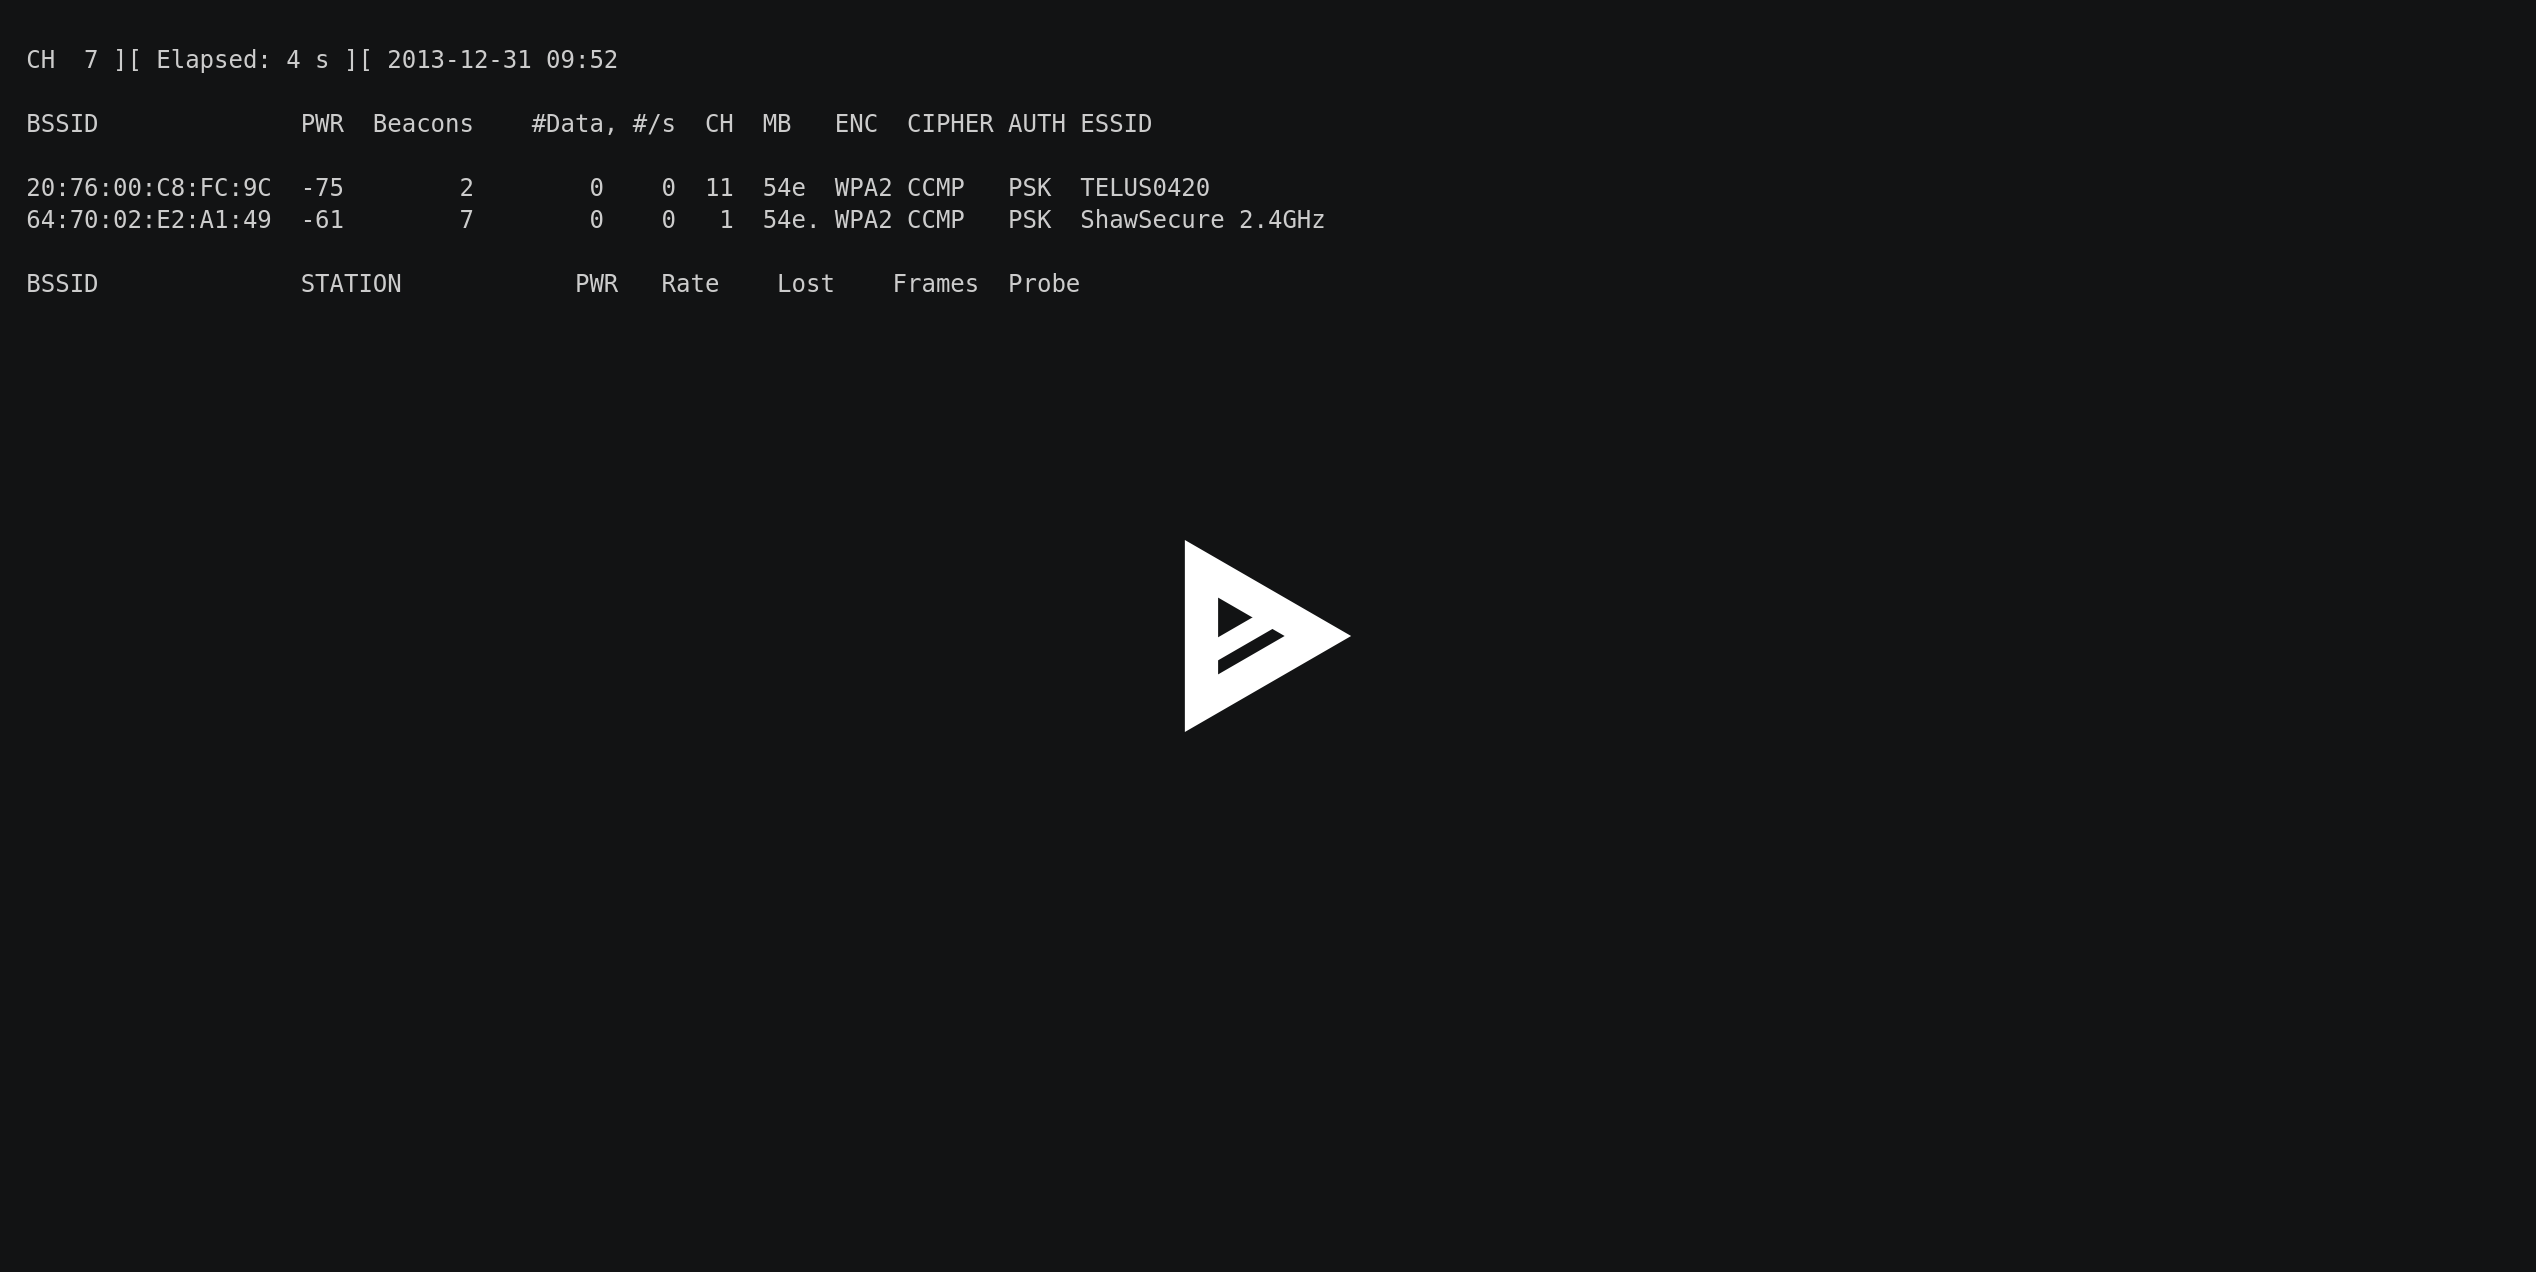 CH  7 ][ Elapsed: 4 s ][ 2013-12-31 09:52
BSSID              PWR  Beacons    #Data, #/s  CH  MB   ENC  CIPHER AUTH ESSID
20:76:00:C8:FC:9C  -75        2        0    0  11  54e  WPA2 CCMP   PSK  TELUS0420
64:70:02:E2:A1:49  -61        7        0    0   1  54e. WPA2 CCMP   PSK  ShawSecure 2.4GHz
BSSID              STATION            PWR   Rate    Lost    Frames  Probe